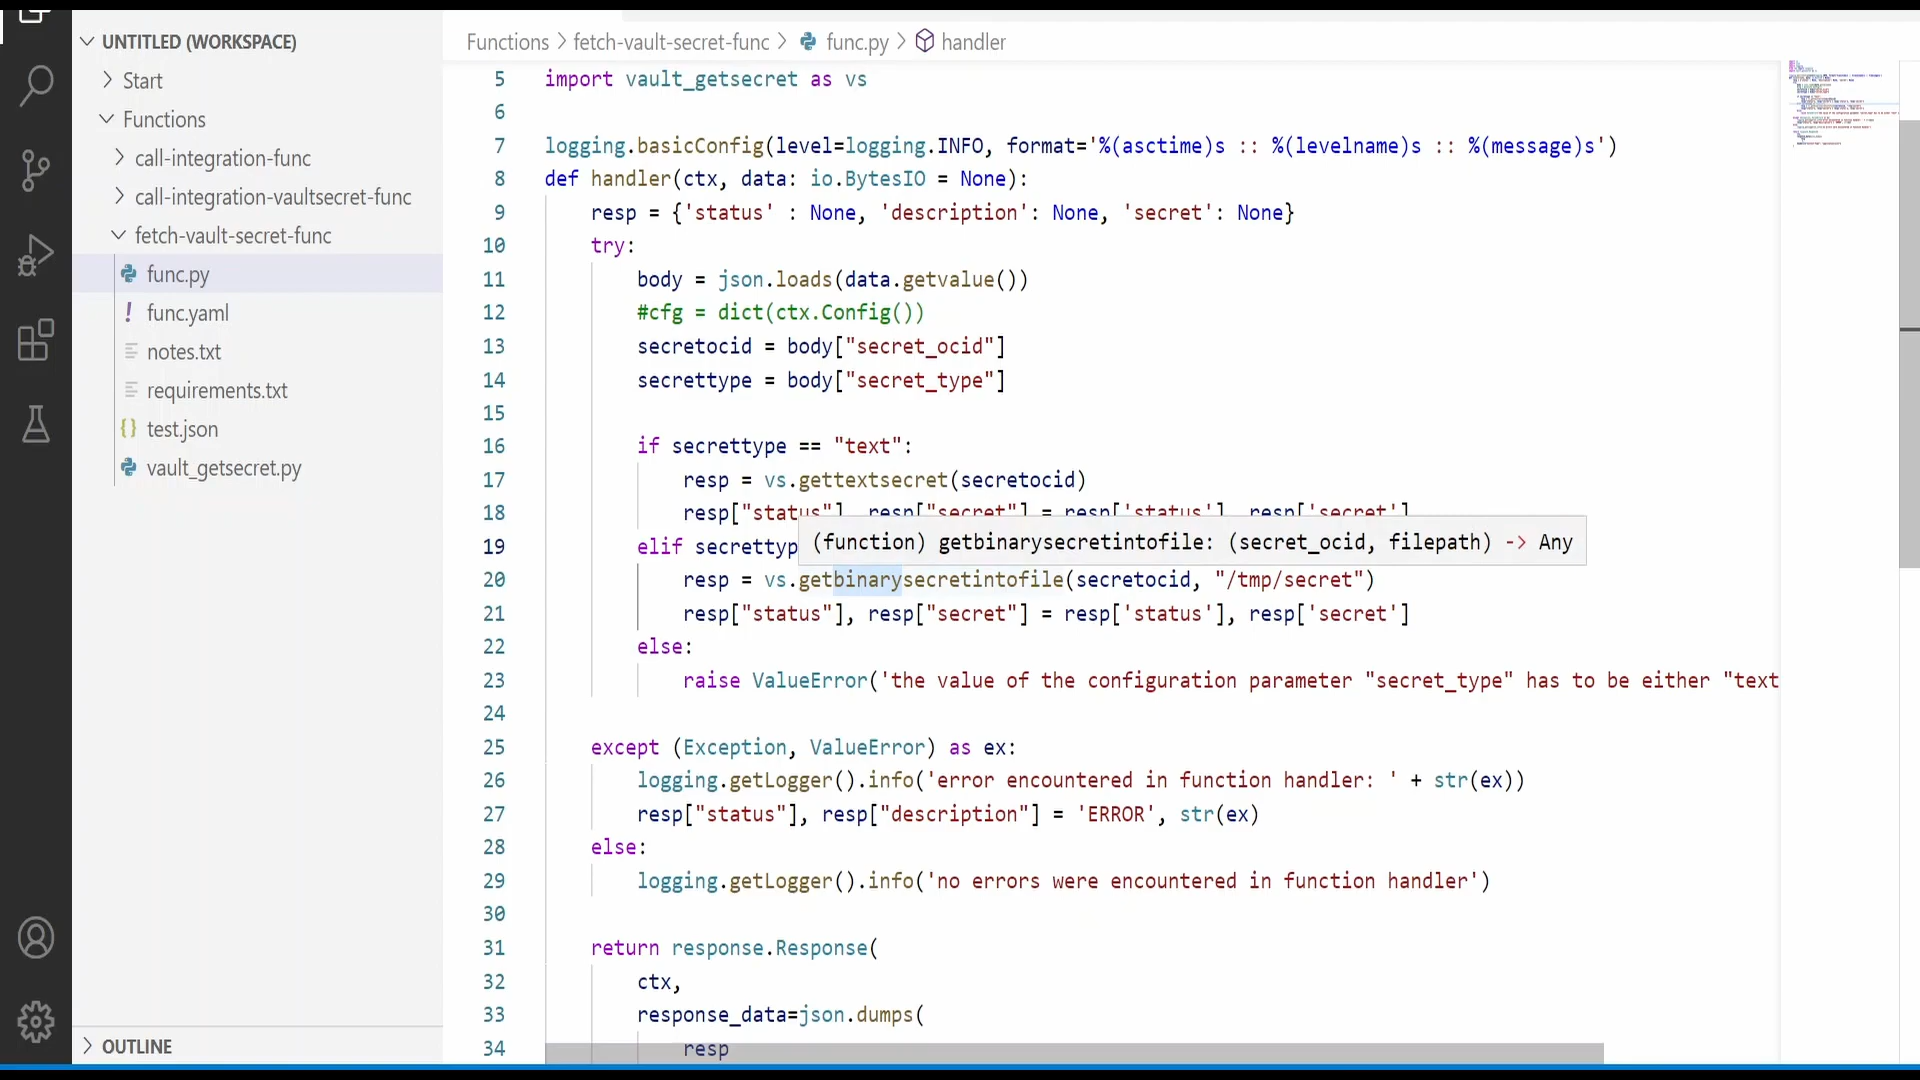 UNTITLED (WORKSPACE)
Start
Functions
call-integration-func
call-integration-vaultsecret-func
fetch-vault-secret-func
func.py
func.yaml
notes.txt
requirements.txt
test.json
vault_getsecret.py
OUTLINE
Functions > fetch-vault-secret-func > func.py > handler
5 import vault_getsecret as vs
6
7 logging.basicConfig(level=logging.INFO, format='%(asctime)s :: %(levelname)s :: %(message)s')
8 def handler(ctx, data: io.BytesIO = None):
9 resp = {'status' : None, 'description': None, 'secret': None}
10 try:
11 body = json.loads(data.getvalue())
12 #cfg = dict(ctx.Config())
13 secretocid = body["secret_ocid"]
14 secrettype = body["secret_type"]
15
16 if secrettype == "text":
17 resp = vs.gettextsecret(secretocid)
18 resp["status"], resp["secret"] = resp['status'], resp['secret']
19 elif secrettyp
(function) getbinarysecretintofile: (secret_ocid, filepath) -> Any
20 resp = vs.getbinarysecretintofile(secretocid, "/tmp/secret")
21 resp["status"], resp["secret"] = resp['status'], resp['secret']
22 else:
23 raise ValueError('the value of the configuration parameter "secret_type" has to be either "text
24
25 except (Exception, ValueError) as ex:
26 logging.getLogger().info('error encountered in function handler: ' + str(ex))
27 resp["status"], resp["description"] = 'ERROR', str(ex)
28 else:
29 logging.getLogger().info('no errors were encountered in function handler')
30
31 return response.Response(
32 ctx,
33 response_data=json.dumps(
34 resp